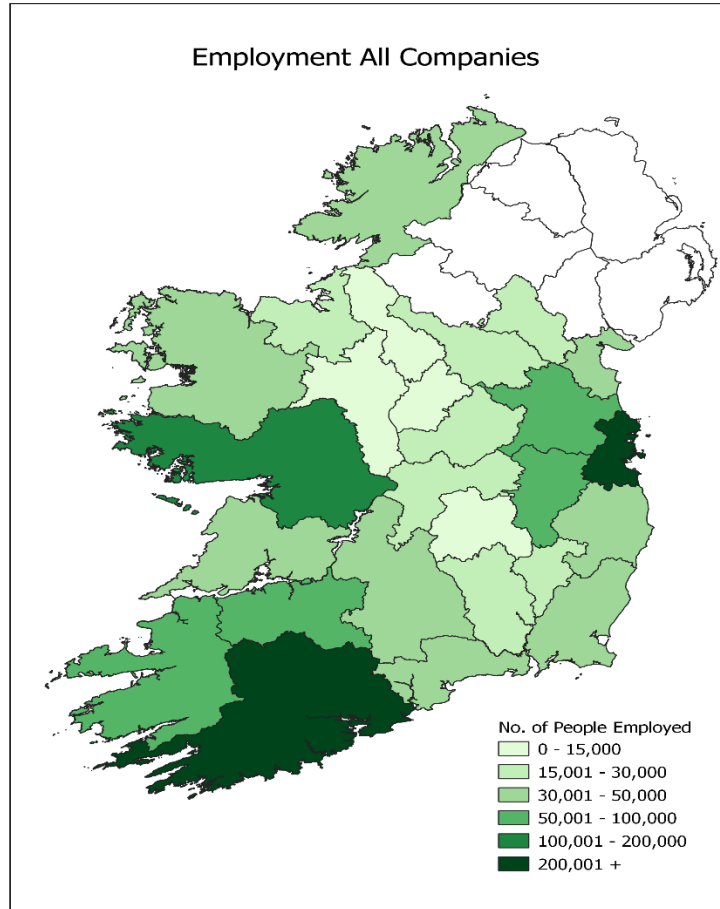 Employment All Companies
No. of People Employed
0 - 15,000
15,001 - 30,000
30,001 - 50,000
50,001 - 100,000
100,001 - 200,000
200,001 +